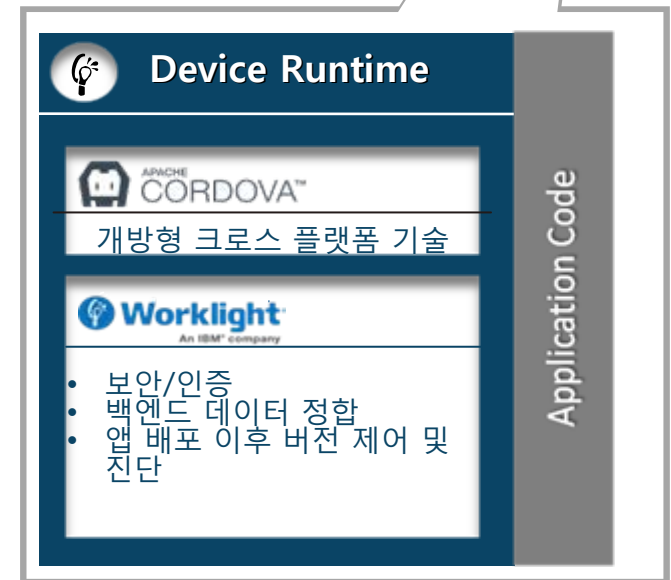 Device Runtime
APACHE
CORDOVA™
개방형 크로스 플랫폼 기술
Worklight
An IBM® company
• 보안/인증
• 백엔드 데이터 정합
• 앱 배포 이후 버전 제어 및
진단
Application Code